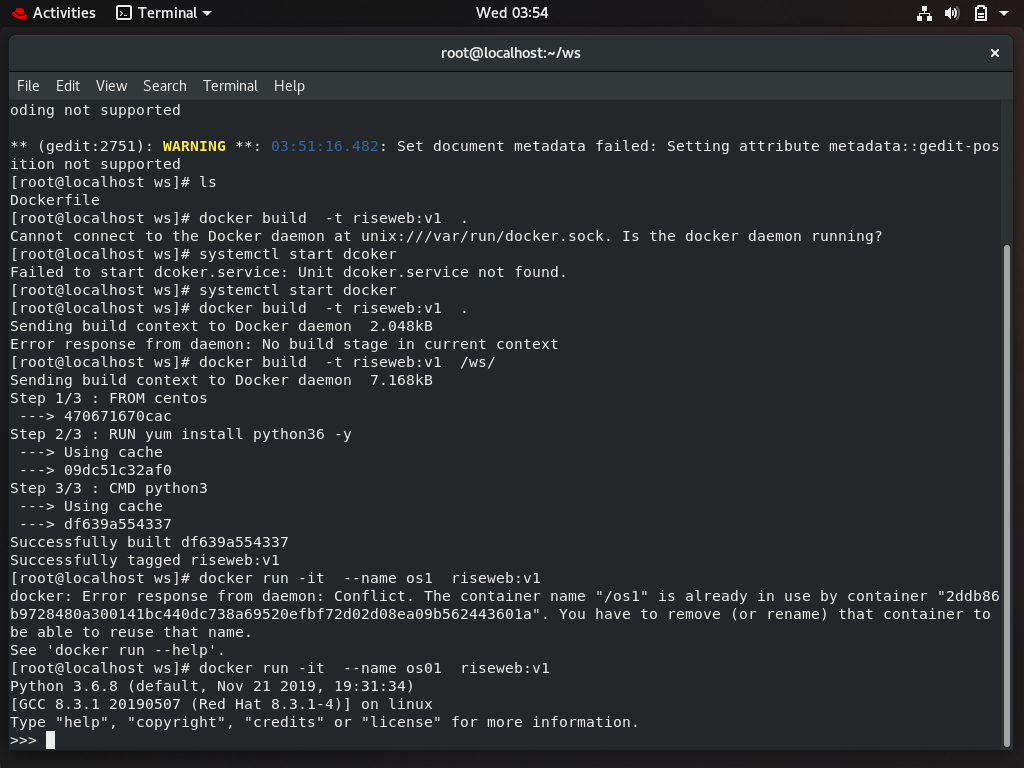 Activities Terminal Wed 03:54
root@localhost:~/ws ×
File Edit View Search Terminal Help
oding not supported
** (gedit:2751): WARNING **: 03:51:16.482: Set document metadata failed: Setting attribute metadata::gedit-pos
ition not supported
[root@localhost ws]# ls
Dockerfile
[root@localhost ws]# docker build  -t riseweb:v1  .
Cannot connect to the Docker daemon at unix:///var/run/docker.sock. Is the docker daemon running?
[root@localhost ws]# systemctl start dcoker
Failed to start dcoker.service: Unit dcoker.service not found.
[root@localhost ws]# systemctl start docker
[root@localhost ws]# docker build  -t riseweb:v1  .
Sending build context to Docker daemon  2.048kB
Error response from daemon: No build stage in current context
[root@localhost ws]# docker build  -t riseweb:v1  /ws/
Sending build context to Docker daemon  7.168kB
Step 1/3 : FROM centos
 ---> 470671670cac
Step 2/3 : RUN yum install python36 -y
 ---> Using cache
 ---> 09dc51c32af0
Step 3/3 : CMD python3
 ---> Using cache
 ---> df639a554337
Successfully built df639a554337
Successfully tagged riseweb:v1
[root@localhost ws]# docker run -it  --name os1  riseweb:v1
docker: Error response from daemon: Conflict. The container name "/os1" is already in use by container "2ddb86
b9728480a300141bc440dc738a69520efbf72d02d08ea09b562443601a". You have to remove (or rename) that container to
be able to reuse that name.
See 'docker run --help'.
[root@localhost ws]# docker run -it  --name os01  riseweb:v1
Python 3.6.8 (default, Nov 21 2019, 19:31:34)
[GCC 8.3.1 20190507 (Red Hat 8.3.1-4)] on linux
Type "help", "copyright", "credits" or "license" for more information.
>>>